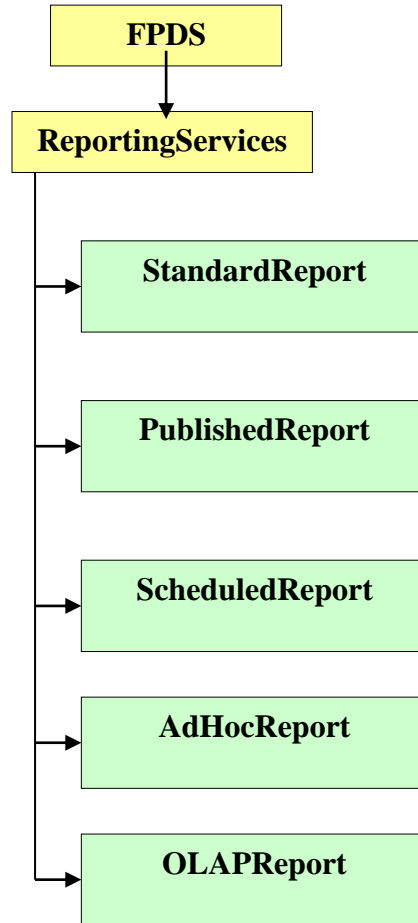 FPDS
ReportingServices
StandardReport
PublishedReport
ScheduledReport
AdHocReport
OLAPReport